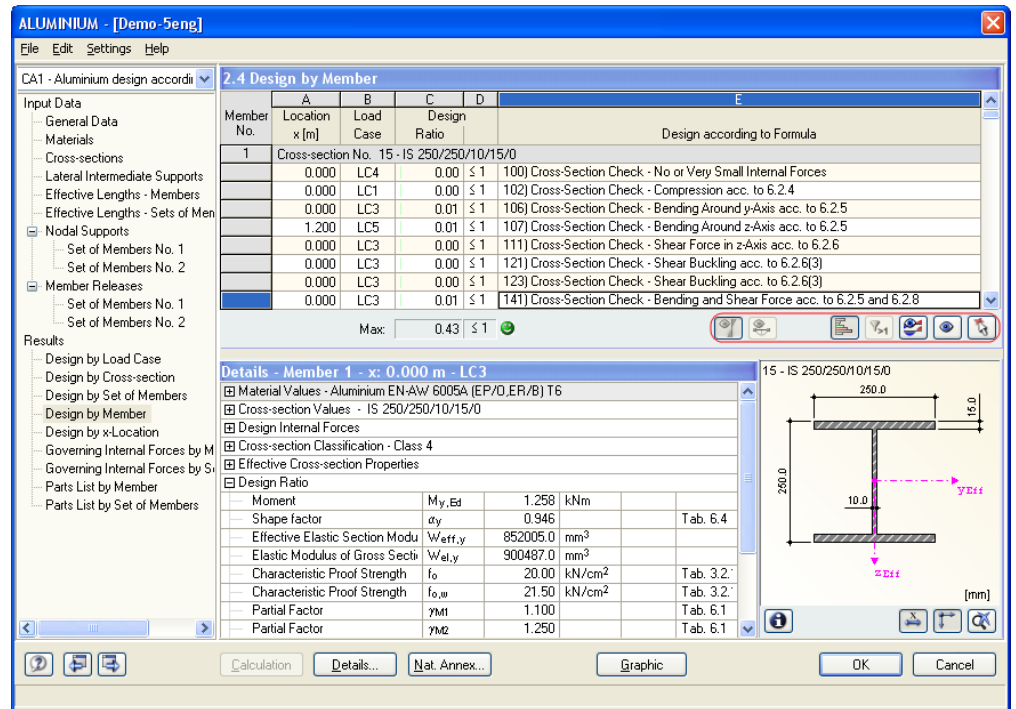 ALUMINIUM - [Demo-5eng]
File Edit Settings Help
CA1 - Aluminium design accordii
Input Data
General Data
Materials
Cross-sections
Lateral Intermediate Supports
Effective Lengths - Members
Effective Lengths - Sets of Men
Nodal Supports
Set of Members No. 1
Set of Members No. 2
Member Releases
Set of Members No. 1
Set of Members No. 2
Results
Design by Load Case
Design by Cross-section
Design by Set of Members
Design by Member
Design by x-Location
Governing Internal Forces by M
Governing Internal Forces by S
Parts List by Member
Parts List by Set of Members
2.4 Design by Member
A B C D E
Member Location Load Design
No. x [m] Case Ratio Design according to Formula
1 Cross-section No. 15 - IS 250/250/10/15/0
0.000 LC4 0.00 ≤ 1 100) Cross-Section Check - No or Very Small Internal Forces
0.000 LC1 0.00 ≤ 1 102) Cross-Section Check - Compression acc. to 6.2.4
0.000 LC3 0.01 ≤ 1 106) Cross-Section Check - Bending Around y-Axis acc. to 6.2.5
1.200 LC5 0.01 ≤ 1 107) Cross-Section Check - Bending Around z-Axis acc. to 6.2.5
0.000 LC3 0.00 ≤ 1 111) Cross-Section Check - Shear Force in z-Axis acc. to 6.2.6
0.000 LC3 0.00 ≤ 1 121) Cross-Section Check - Shear Buckling acc. to 6.2.6(3)
0.000 LC3 0.00 ≤ 1 123) Cross-Section Check - Shear Buckling acc. to 6.2.6(3)
0.000 LC3 0.01 ≤ 1 141) Cross-Section Check - Bending and Shear Force acc. to 6.2.5 and 6.2.8
Max: 0.43 ≤ 1
Details - Member 1 - x: 0.000 m - LC3
Material Values - Aluminium EN-AW 6005A (EP/O,ER/B) T6
Cross-section Values - IS 250/250/10/15/0
Design Internal Forces
Cross-section Classification - Class 4
Effective Cross-section Properties
Design Ratio
Moment My,Ed 1.258 kNm
Shape factor αy 0.946 Tab. 6.4
Effective Elastic Section Modu Weff,y 852005.0 mm3
Elastic Modulus of Gross Secti Wel,y 900487.0 mm3
Characteristic Proof Strength fo 20.00 kN/cm2 Tab. 3.2.
Characteristic Proof Strength fo,w 21.50 kN/cm2 Tab. 3.2.
Partial Factor γM1 1.100 Tab. 6.1
Partial Factor γM2 1.250 Tab. 6.1
15 - IS 250/250/10/15/0
250.0
15.0
250.0
10.0
yEff
zEff
[mm]
Calculation Details... Nat. Annex... Graphic OK Cancel